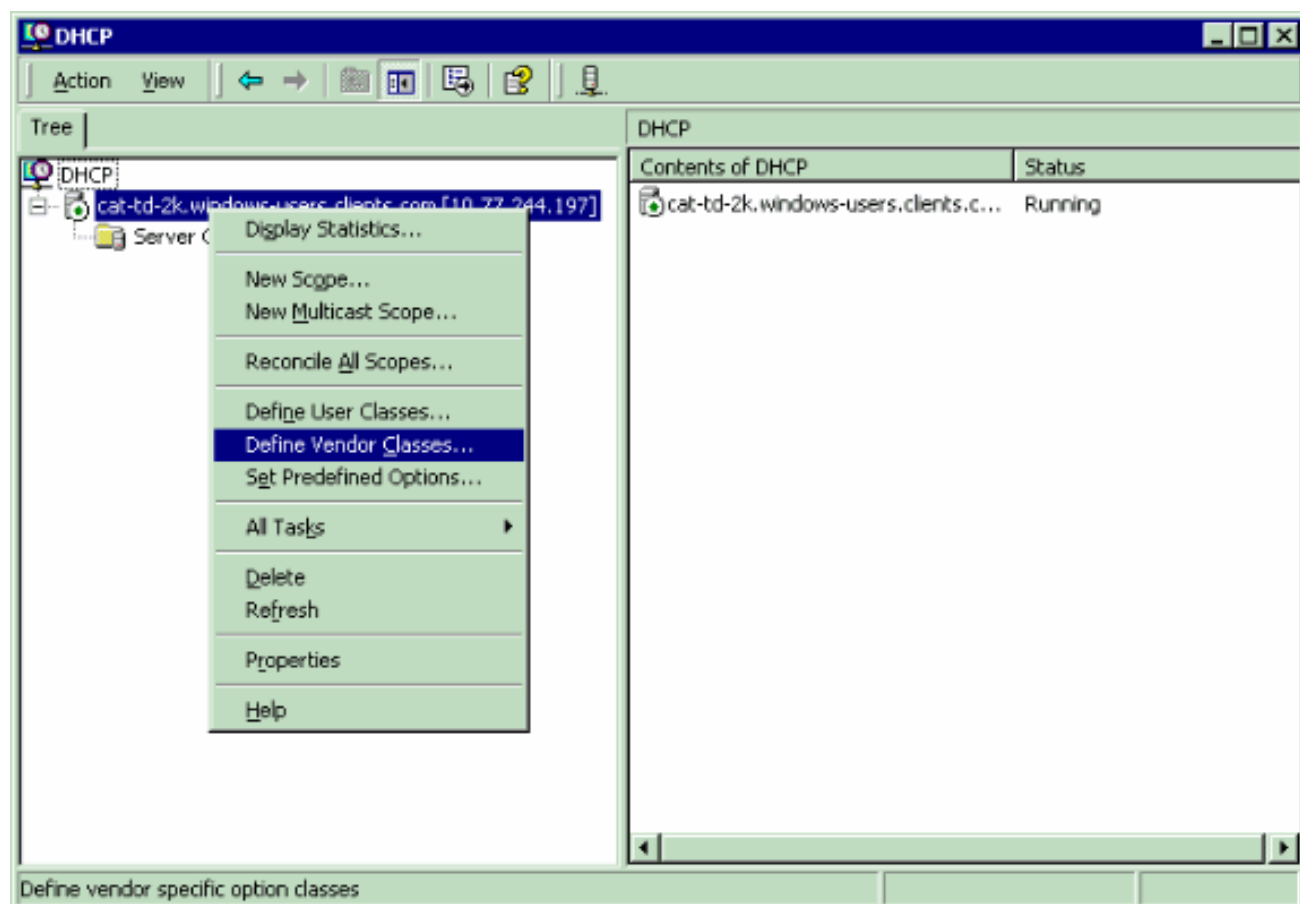 DHCP
Action View
Tree
DHCP
DHCP
Contents of DHCP Status
cat-td-2k.windows-users.clients.com [10.77.244.197]
cat-td-2k.windows-users.clients.c... Running
Server
Display Statistics...
New Scope...
New Multicast Scope...
Reconcile All Scopes...
Define User Classes...
Define Vendor Classes...
Set Predefined Options...
All Tasks
Delete
Refresh
Properties
Help
Define vendor specific option classes